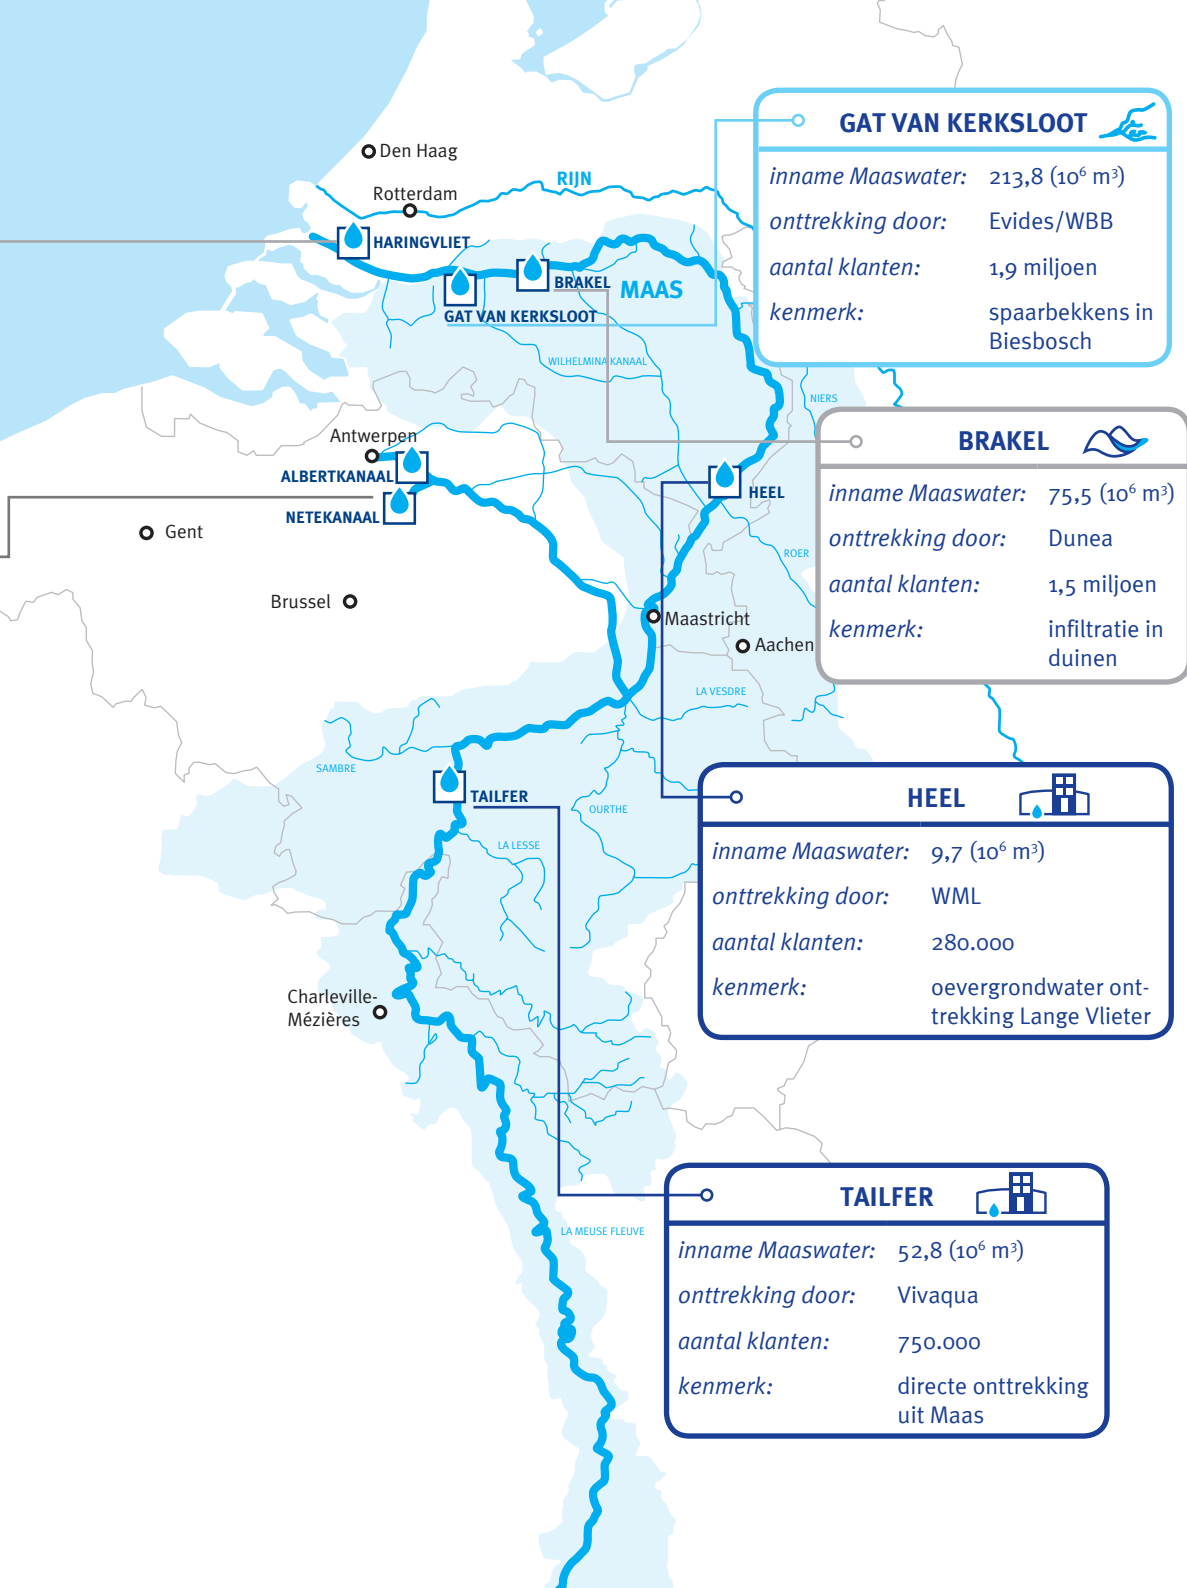 Den Haag
Rotterdam
RIJN
HARINGVLIET
BRAKEL
MAAS
GAT VAN KERKSLOOT
WILHELMINA KANAAL
NIERS
Antwerpen
ALBERTKANAAL
NETEKANAAL
HEEL
Gent
ROER
Brussel
Maastricht
Aachen
LA VESDRE
SAMBRE
TAILFER
OURTHE
LA LESSE
Charleville-
Mézières
LA MEUSE FLEUVE
GAT VAN KERKSLOOT
inname Maaswater: 213,8 (10⁶ m³)
onttrekking door: Evides/WBB
aantal klanten: 1,9 miljoen
kenmerk: spaarbekkens in
Biesbosch
BRAKEL
inname Maaswater: 75,5 (10⁶ m³)
onttrekking door: Dunea
aantal klanten: 1,5 miljoen
kenmerk: infiltratie in
duinen
HEEL
inname Maaswater: 9,7 (10⁶ m³)
onttrekking door: WML
aantal klanten: 280.000
kenmerk: oevergrondwater ont-
trekking Lange Vlieter
TAILFER
inname Maaswater: 52,8 (10⁶ m³)
onttrekking door: Vivaqua
aantal klanten: 750.000
kenmerk: directe onttrekking
uit Maas